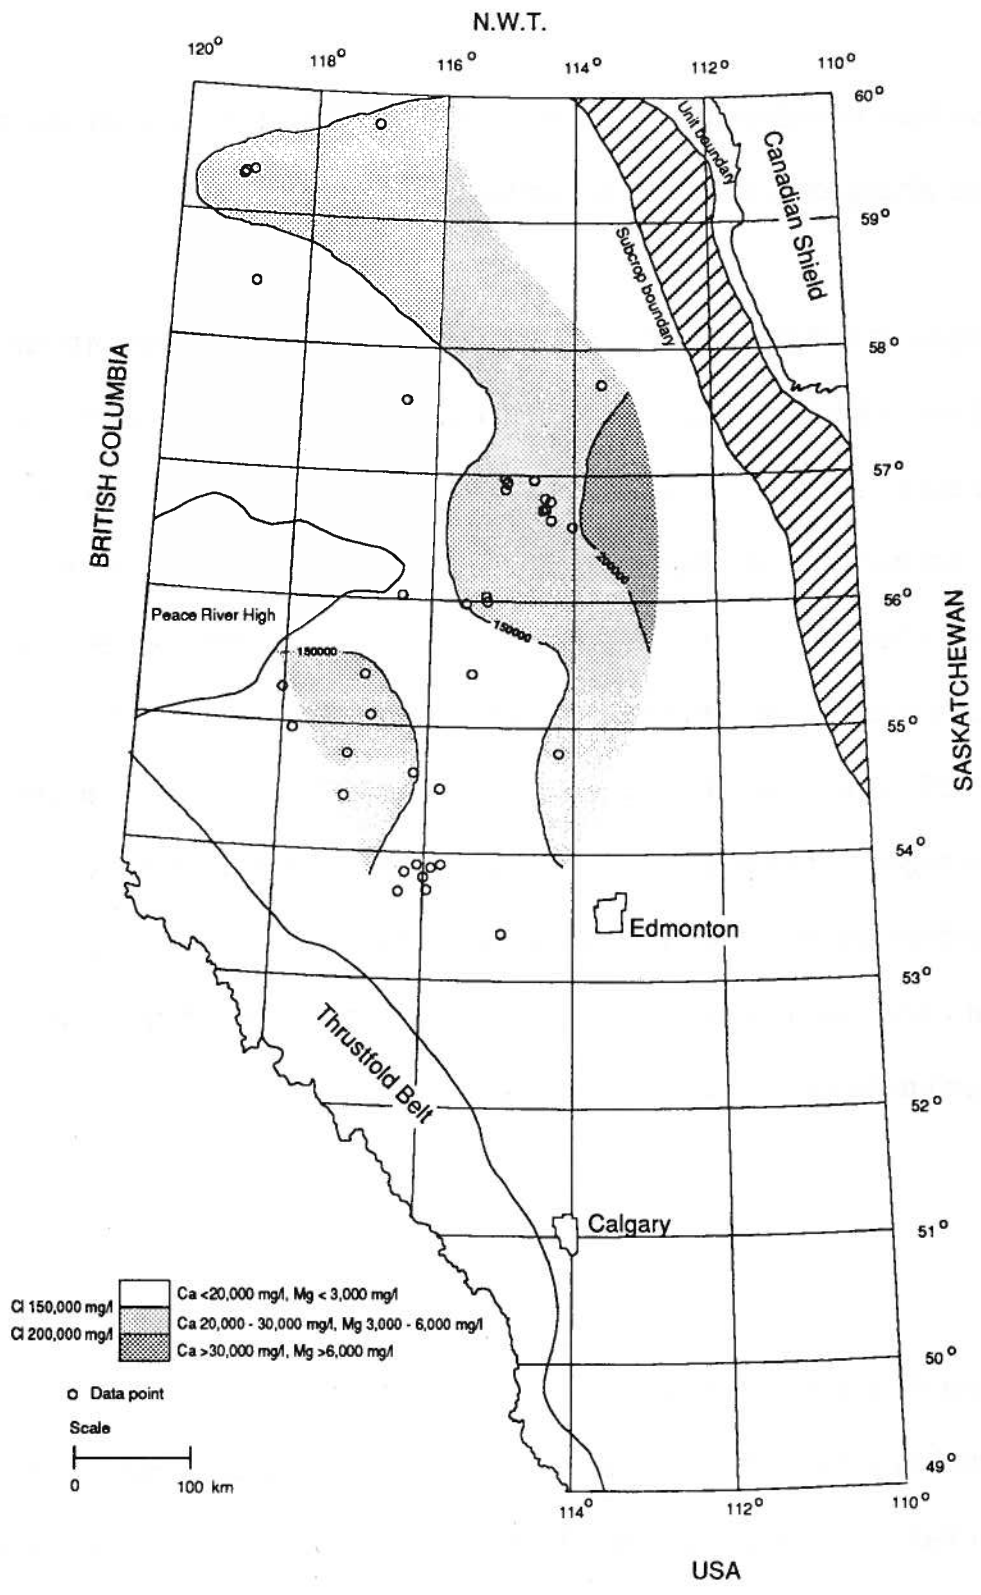 N.W.T.
120° 118° 116° 114° 112° 110°
60°
Unit boundary
Canadian Shield
59°
Subcrop boundary
58°
BRITISH COLUMBIA
57°
200000
56°
Peace River High
150000
150000
SASKATCHEWAN
55°
54°
Edmonton
53°
Thrustfold Belt
52°
Calgary
51°
Cl 150,000 mg/l
Cl 200,000 mg/l
Ca <20,000 mg/l, Mg < 3,000 mg/l
Ca 20,000 - 30,000 mg/l, Mg 3,000 - 6,000 mg/l
Ca >30,000 mg/l, Mg >6,000 mg/l
50°
Data point
Scale
0 100 km
49°
114° 112° 110°
USA